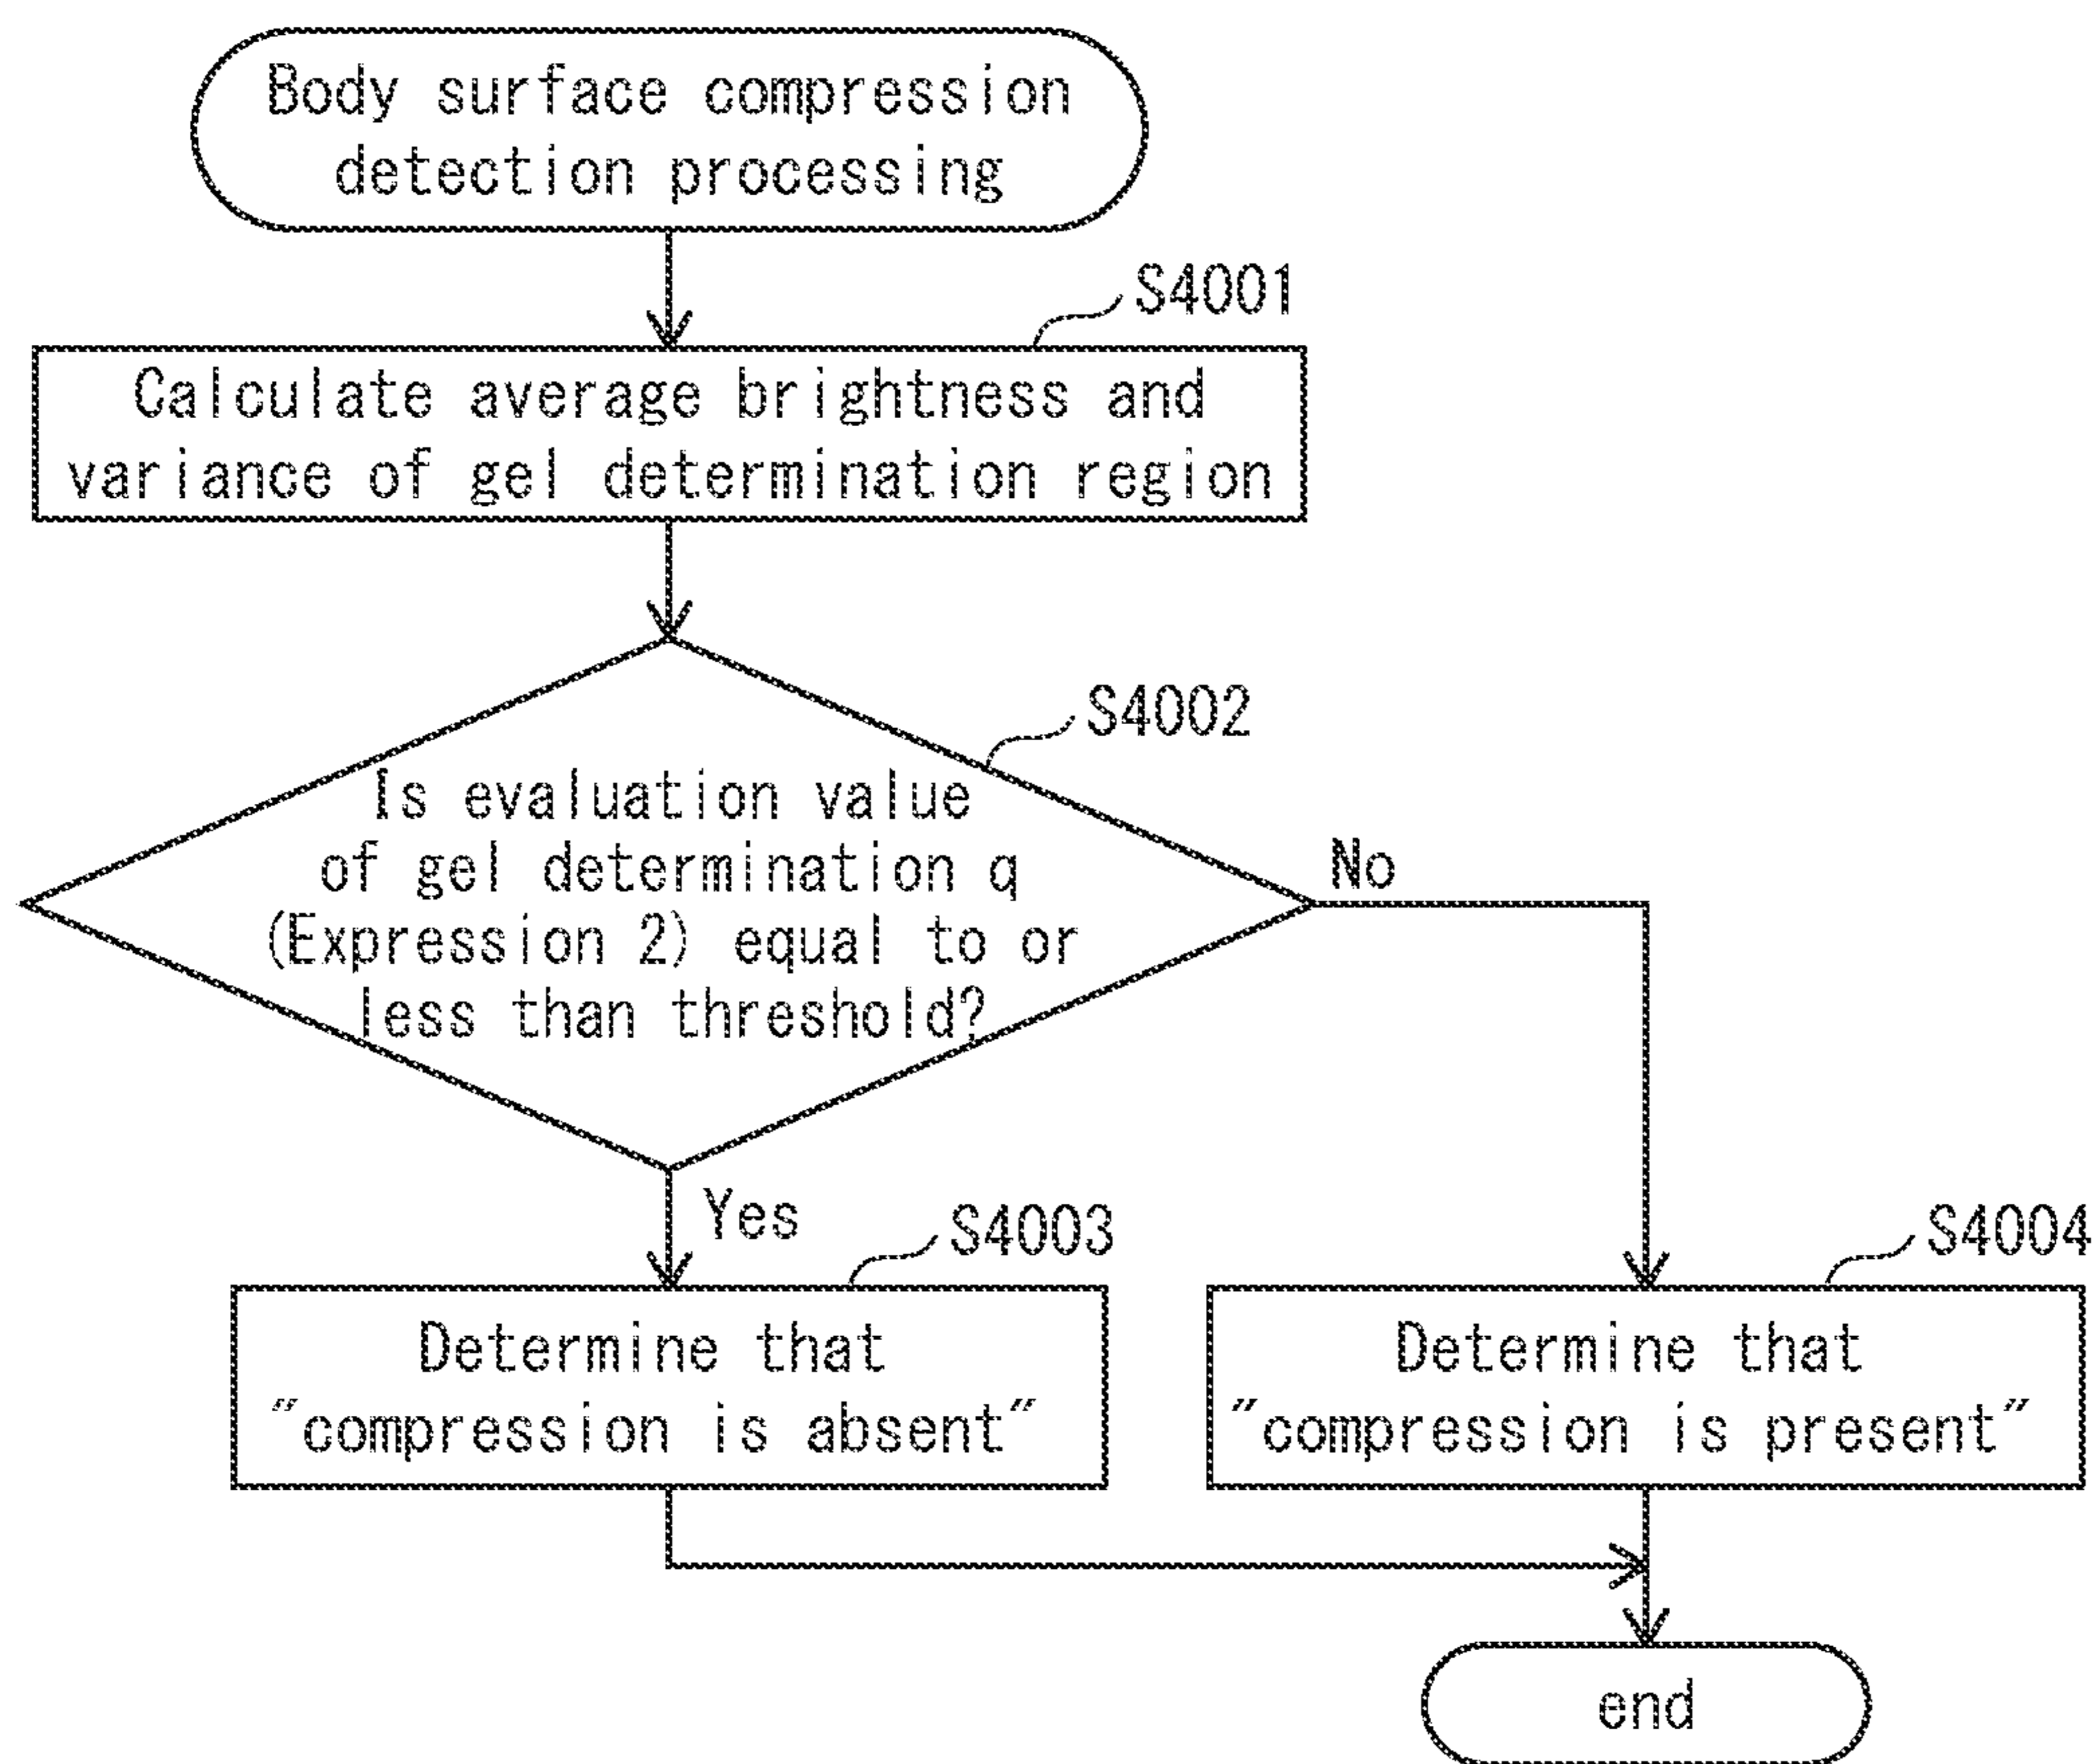 Body surface compression
detection processing
S4001
Calculate average brightness and
variance of gel determination region
S4002
Is evaluation value
of gel determination q
(Expression 2) equal to or
less than threshold?
No
Yes
S4003
Determine that
"compression is absent"
S4004
Determine that
"compression is present"
end